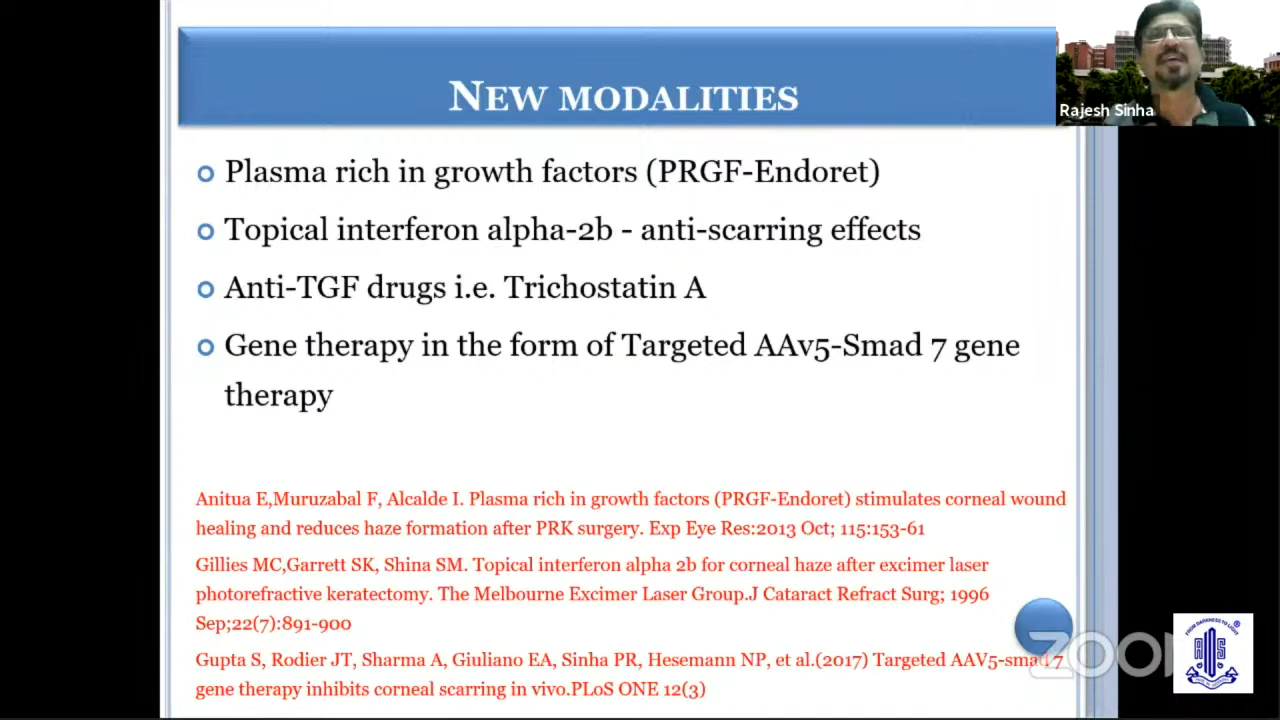 NEW MODALITIES
Rajesh Sinha
Plasma rich in growth factors (PRGF-Endoret)
Topical interferon alpha-2b - anti-scarring effects
Anti-TGF drugs i.e. Trichostatin A
Gene therapy in the form of Targeted AAv5-Smad 7 gene
therapy
Anitua E,Muruzabal F, Alcalde I. Plasma rich in growth factors (PRGF-Endoret) stimulates corneal wound
healing and reduces haze formation after PRK surgery. Exp Eye Res:2013 Oct; 115:153-61
Gillies MC,Garrett SK, Shina SM. Topical interferon alpha 2b for corneal haze after excimer laser
photorefractive keratectomy. The Melbourne Excimer Laser Group.J Cataract Refract Surg; 1996
Sep;22(7):891-900
Gupta S, Rodier JT, Sharma A, Giuliano EA, Sinha PR, Hesemann NP, et al.(2017) Targeted AAV5-smad 7
gene therapy inhibits corneal scarring in vivo.PLoS ONE 12(3)
ZOOM
FROM DARKNESS TO LIGHT